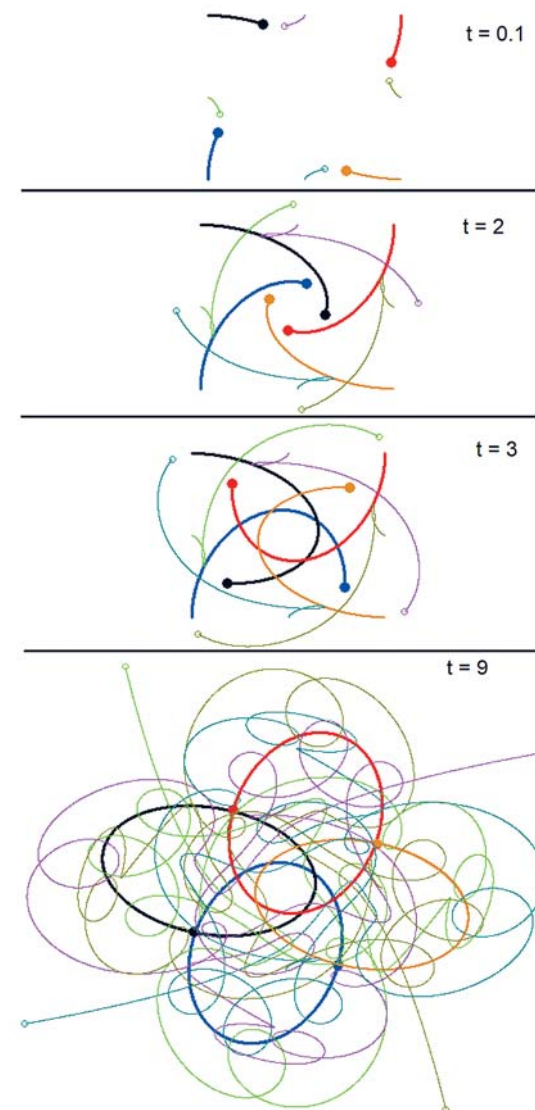 t = 0.1
t = 2
t = 3
t = 9